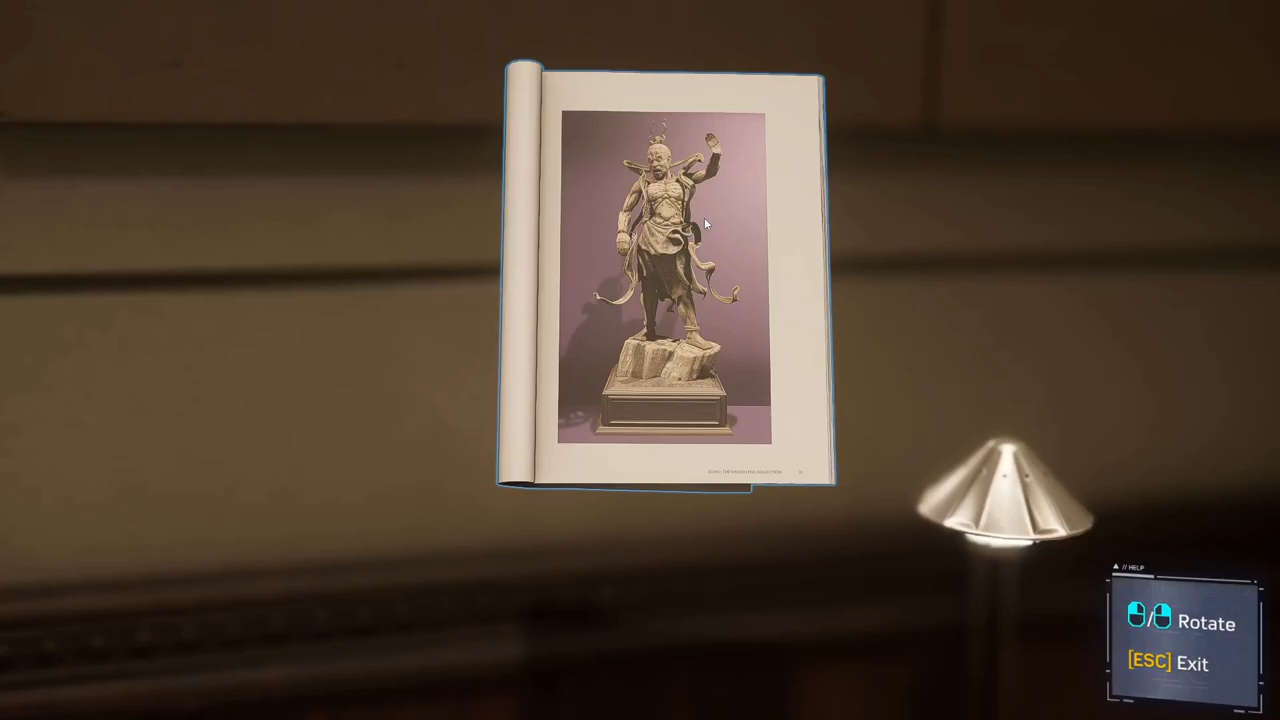 // HELP
/ Rotate
[ESC] Exit